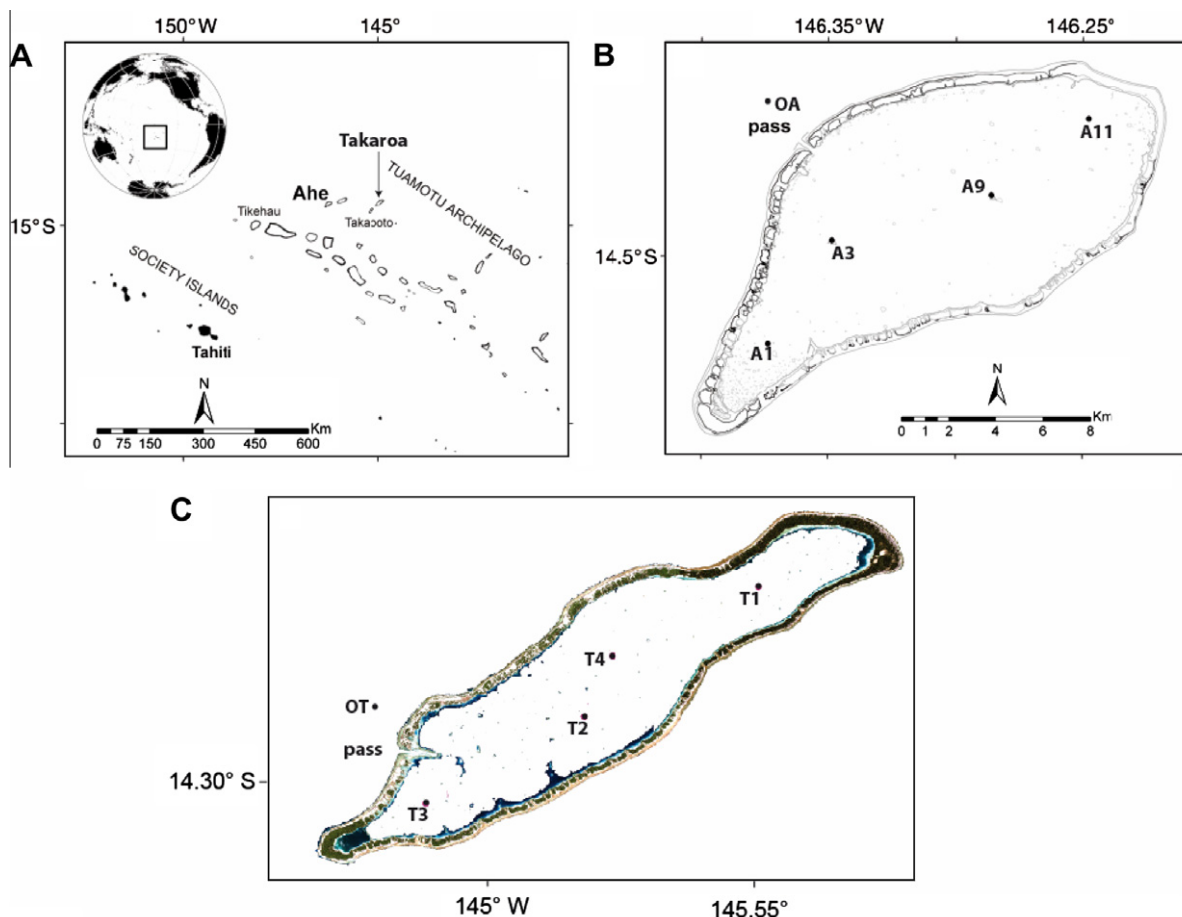 A
150°W
145°
Takaroa
Ahe
TUAMOTU ARCHIPELAGO
Tikehau
Takapoto
15°S
SOCIETY ISLANDS
Tahiti
N
Km
0 75 150 300 450 600
B
146.35°
146.25°
OA
pass
A11
A9
A3
14.5°S
A1
N
Km
0 1 2 4 6 8
C
T1
T4
OT
T2
pass
14.30° S
T3
145° W
145.55°